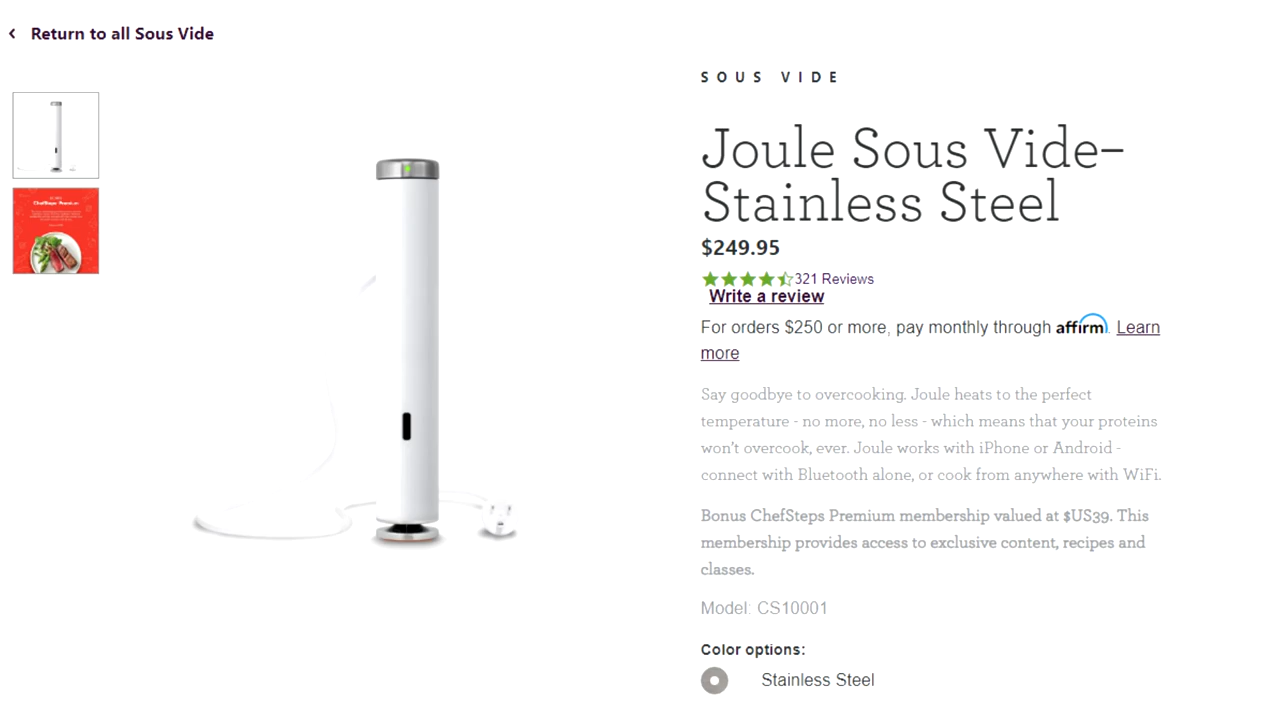 Return to all Sous Vide
SOUS VIDE
Joule Sous Vide–
Stainless Steel
$249.95
321 Reviews
Write a review
For orders $250 or more, pay monthly through affirm. Learn
more
Say goodbye to overcooking. Joule heats to the perfect
temperature - no more, no less - which means that your proteins
won't overcook, ever. Joule works with iPhone or Android -
connect with Bluetooth alone, or cook from anywhere with WiFi.
Bonus ChefSteps Premium membership valued at $US39. This
membership provides access to exclusive content, recipes and
classes.
Model: CS10001
Color options:
Stainless Steel
ChefSteps Premium